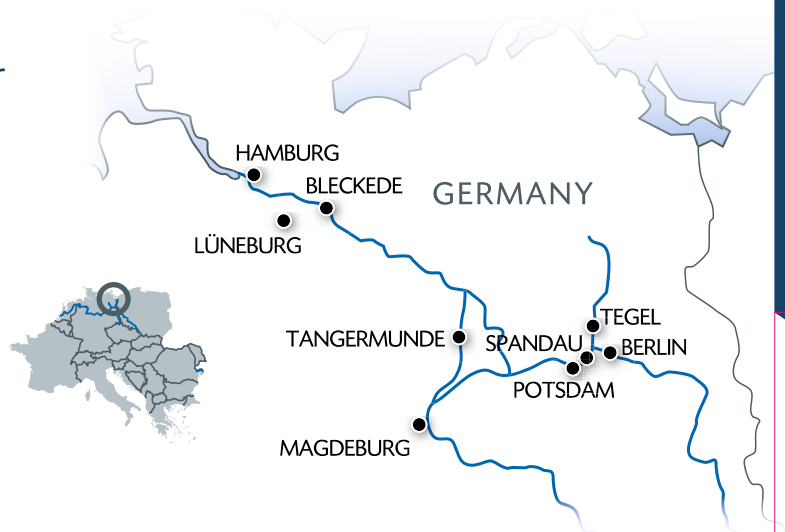 HAMBURG
BLECKEDE
GERMANY
LÜNEBURG
TEGEL
TANGERMUNDE
SPANDAU
BERLIN
POTSDAM
MAGDEBURG